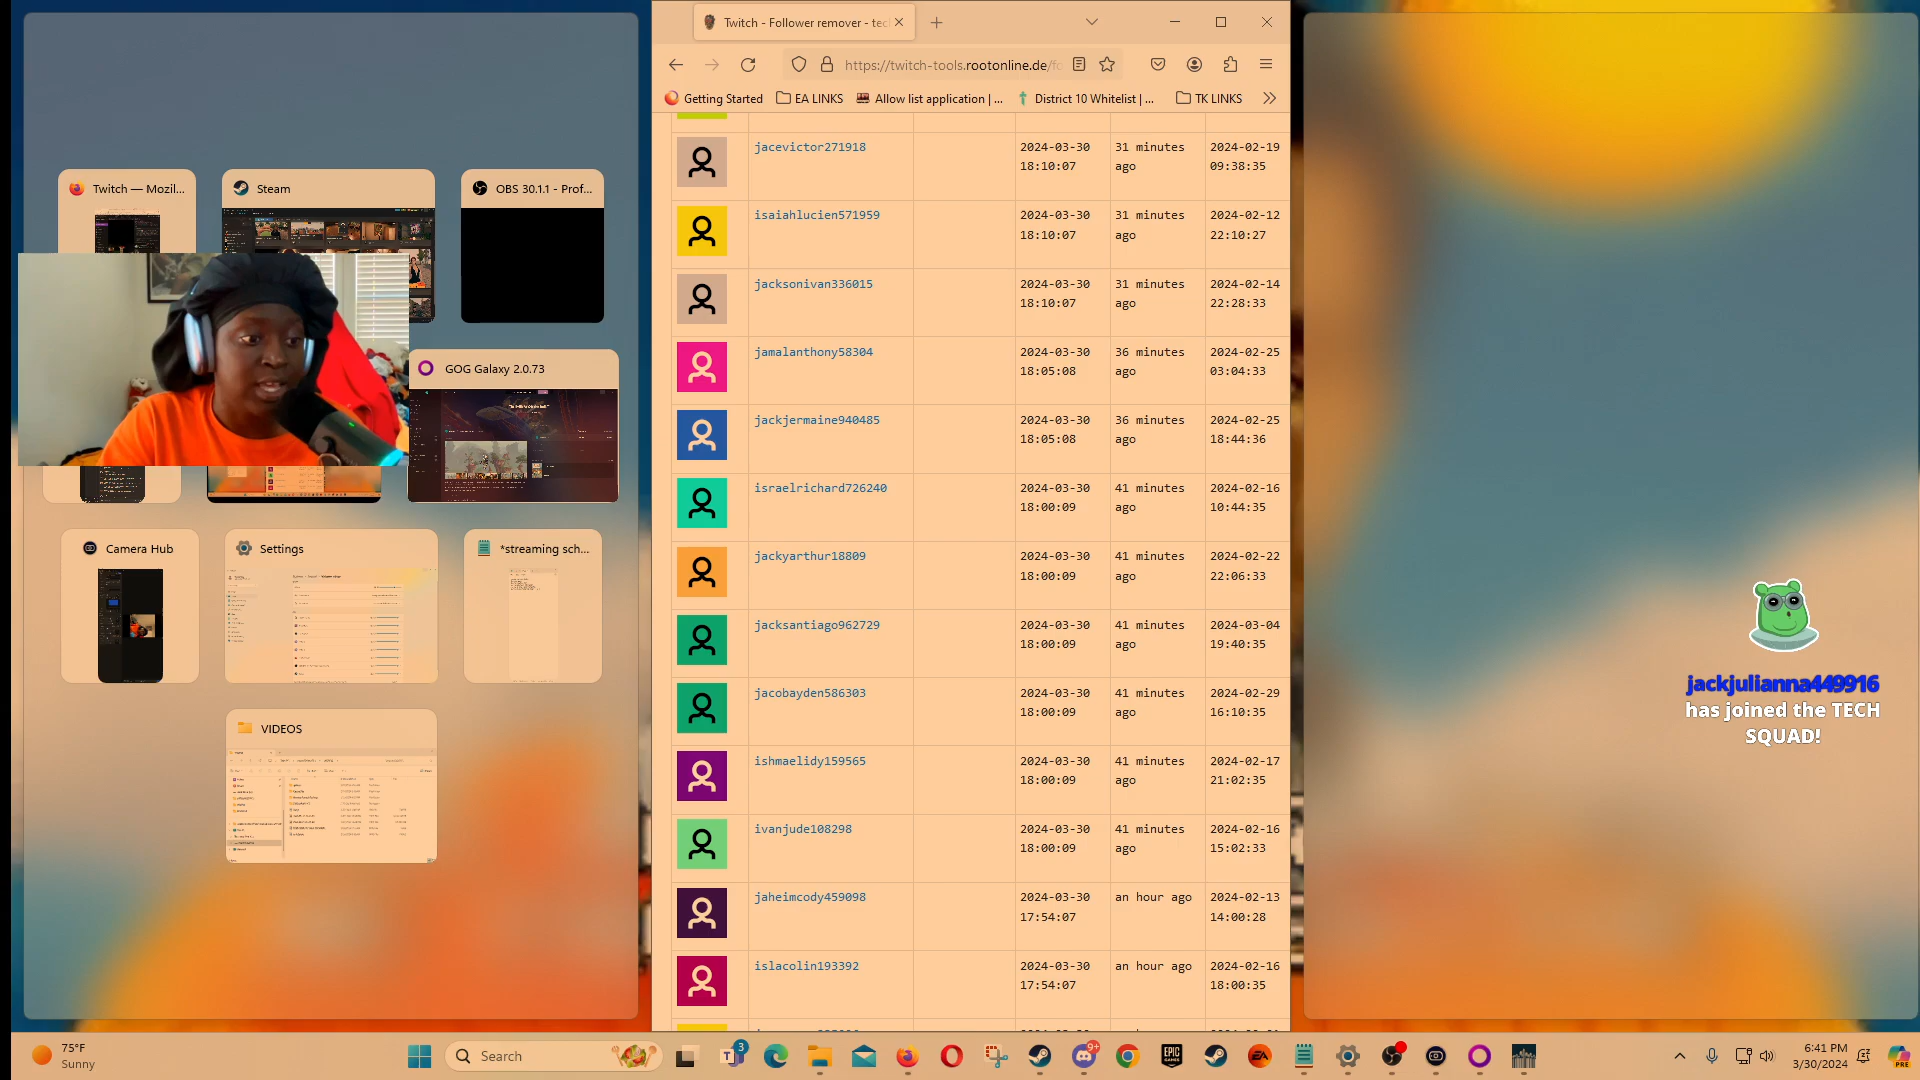 Twitch - Follower remover - tec
https://twitch-tools.rootonline.de/fo
Getting Started
EA LINKS
Allow list application | ...
District 10 Whitelist | ...
TK LINKS
Twitch — Mozil...
Steam
OBS 30.1.1 - Prof...
GOG Galaxy 2.0.73
Camera Hub
Settings
*streaming sch...
VIDEOS
jacevictor271918
2024-03-30
18:10:07
31 minutes
ago
2024-02-19
09:38:35
isaiahlucien571959
2024-03-30
18:10:07
31 minutes
ago
2024-02-12
22:10:27
jacksonivan336015
2024-03-30
18:10:07
31 minutes
ago
2024-02-14
22:28:33
jamalanthony58304
2024-03-30
18:05:08
36 minutes
ago
2024-02-25
03:04:33
jackjermaine940485
2024-03-30
18:05:08
36 minutes
ago
2024-02-25
18:44:36
israelrichard726240
2024-03-30
18:00:09
41 minutes
ago
2024-02-16
10:44:35
jackyarthur18809
2024-03-30
18:00:09
41 minutes
ago
2024-02-22
22:06:33
jacksantiago962729
2024-03-30
18:00:09
41 minutes
ago
2024-03-04
19:40:35
jacobayden586303
2024-03-30
18:00:09
41 minutes
ago
2024-02-29
16:10:35
ishmaelidy159565
2024-03-30
18:00:09
41 minutes
ago
2024-02-17
21:02:35
ivanjude108298
2024-03-30
18:00:09
41 minutes
ago
2024-02-16
15:02:33
jaheimcody459098
2024-03-30
17:54:07
an hour ago
2024-02-13
14:00:28
islacolin193392
2024-03-30
17:54:07
an hour ago
2024-02-16
18:00:35
jackjulianna449916
has joined the TECH
SQUAD!
75°F
Sunny
Search
3
9+
EPIC
EA
PRE
6:41 PM
3/30/2024